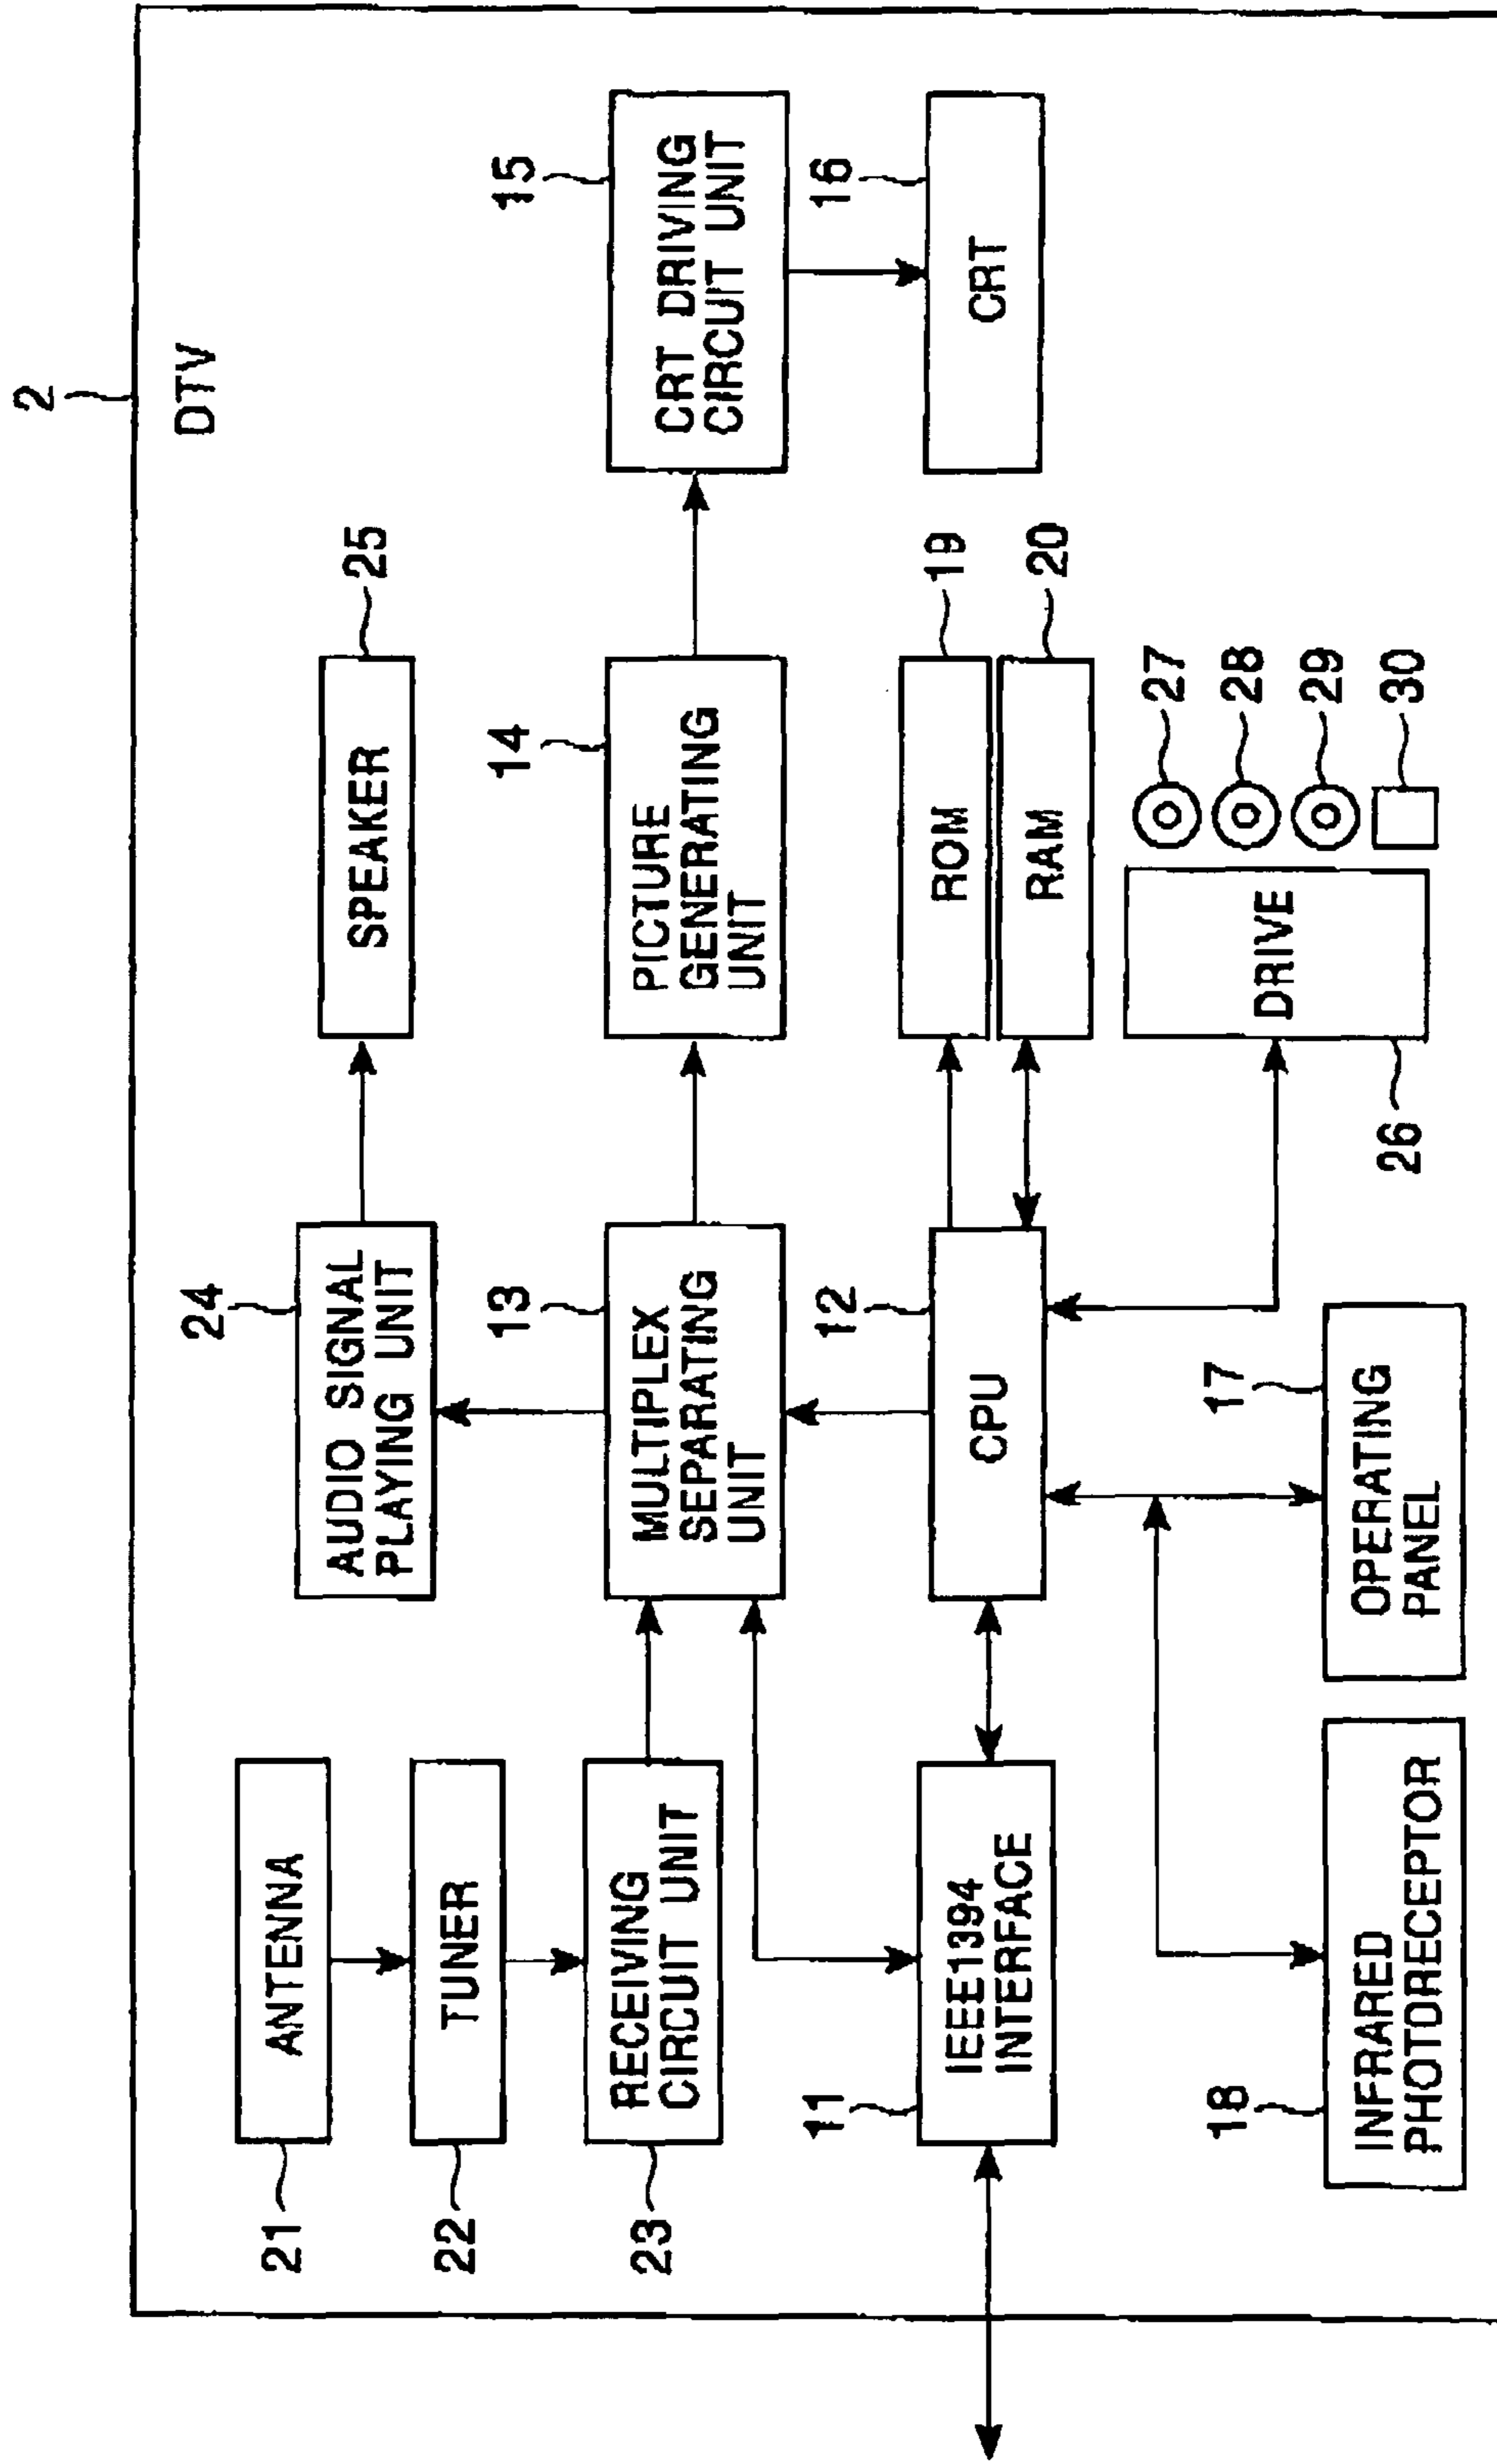 2
DTV
21
ANTENNA
22
TUNER
23
RECEIVING
CIRCUIT UNIT
24
AUDIO SIGNAL
PLAYING UNIT
SPEAKER
25
13
MULTIPLEX
SEPARATING
UNIT
14
PICTURE
GENERATING
UNIT
15
CRT DRIVING
CIRCUIT UNIT
11
IEEE1394
INTERFACE
12
CPU
ROM
19
RAM
20
16
CRT
18
INFRARED
PHOTORECEPTOR
17
OPERATING
PANEL
26
DRIVE
27
28
29
30